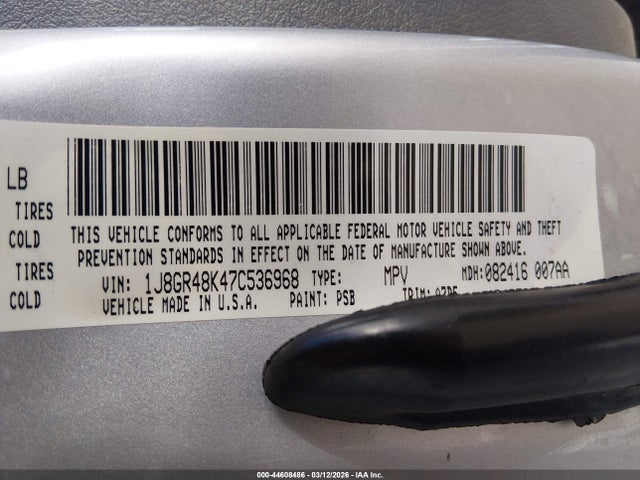 LB
TIRES
COLD
TIRES
COLD
THIS VEHICLE CONFORMS TO ALL APPLICABLE FEDERAL MOTOR VEHICLE SAFETY AND THEFT
PREVENTION STANDARDS IN EFFECT ON THE DATE OF MANUFACTURE SHOWN ABOVE.
VIN: 1J8GR48K47C536968 TYPE: MPV MDH:082416 007AA
VEHICLE MADE IN U.S.A. PAINT: PSB TRIM:
000-44608486 - 03/12/2026 - IAA Inc.